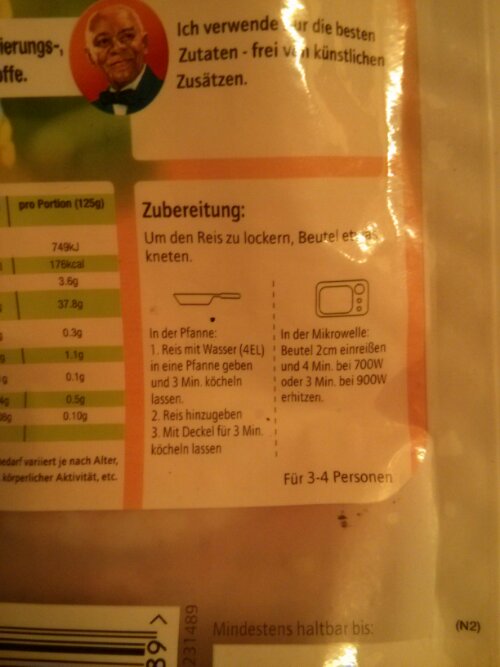 ierungs-,
offe.
Ich verwende nur die besten
Zutaten - frei von künstlichen
Zusätzen.
pro Portion (125g)
749kJ
176kcal
3.6g
37.8g
0.3g
1.1g
0.1g
0.5g
0.10g
bedarf variiert je nach Alter,
körperlicher Aktivität, etc.
Zubereitung:
Um den Reis zu lockern, Beutel etwas
kneten.
In der Pfanne:
1. Reis mit Wasser (4EL)
in eine Pfanne geben
und 3 Min. köcheln
lassen.
2. Reis hinzugeben
3. Mit Deckel für 3 Min.
köcheln lassen
In der Mikrowelle:
Beutel 2cm einreißen
und 4 Min. bei 700W
oder 3 Min. bei 900W
erhitzen.
Für 3-4 Personen
231489
Mindestens haltbar bis:
(N2)